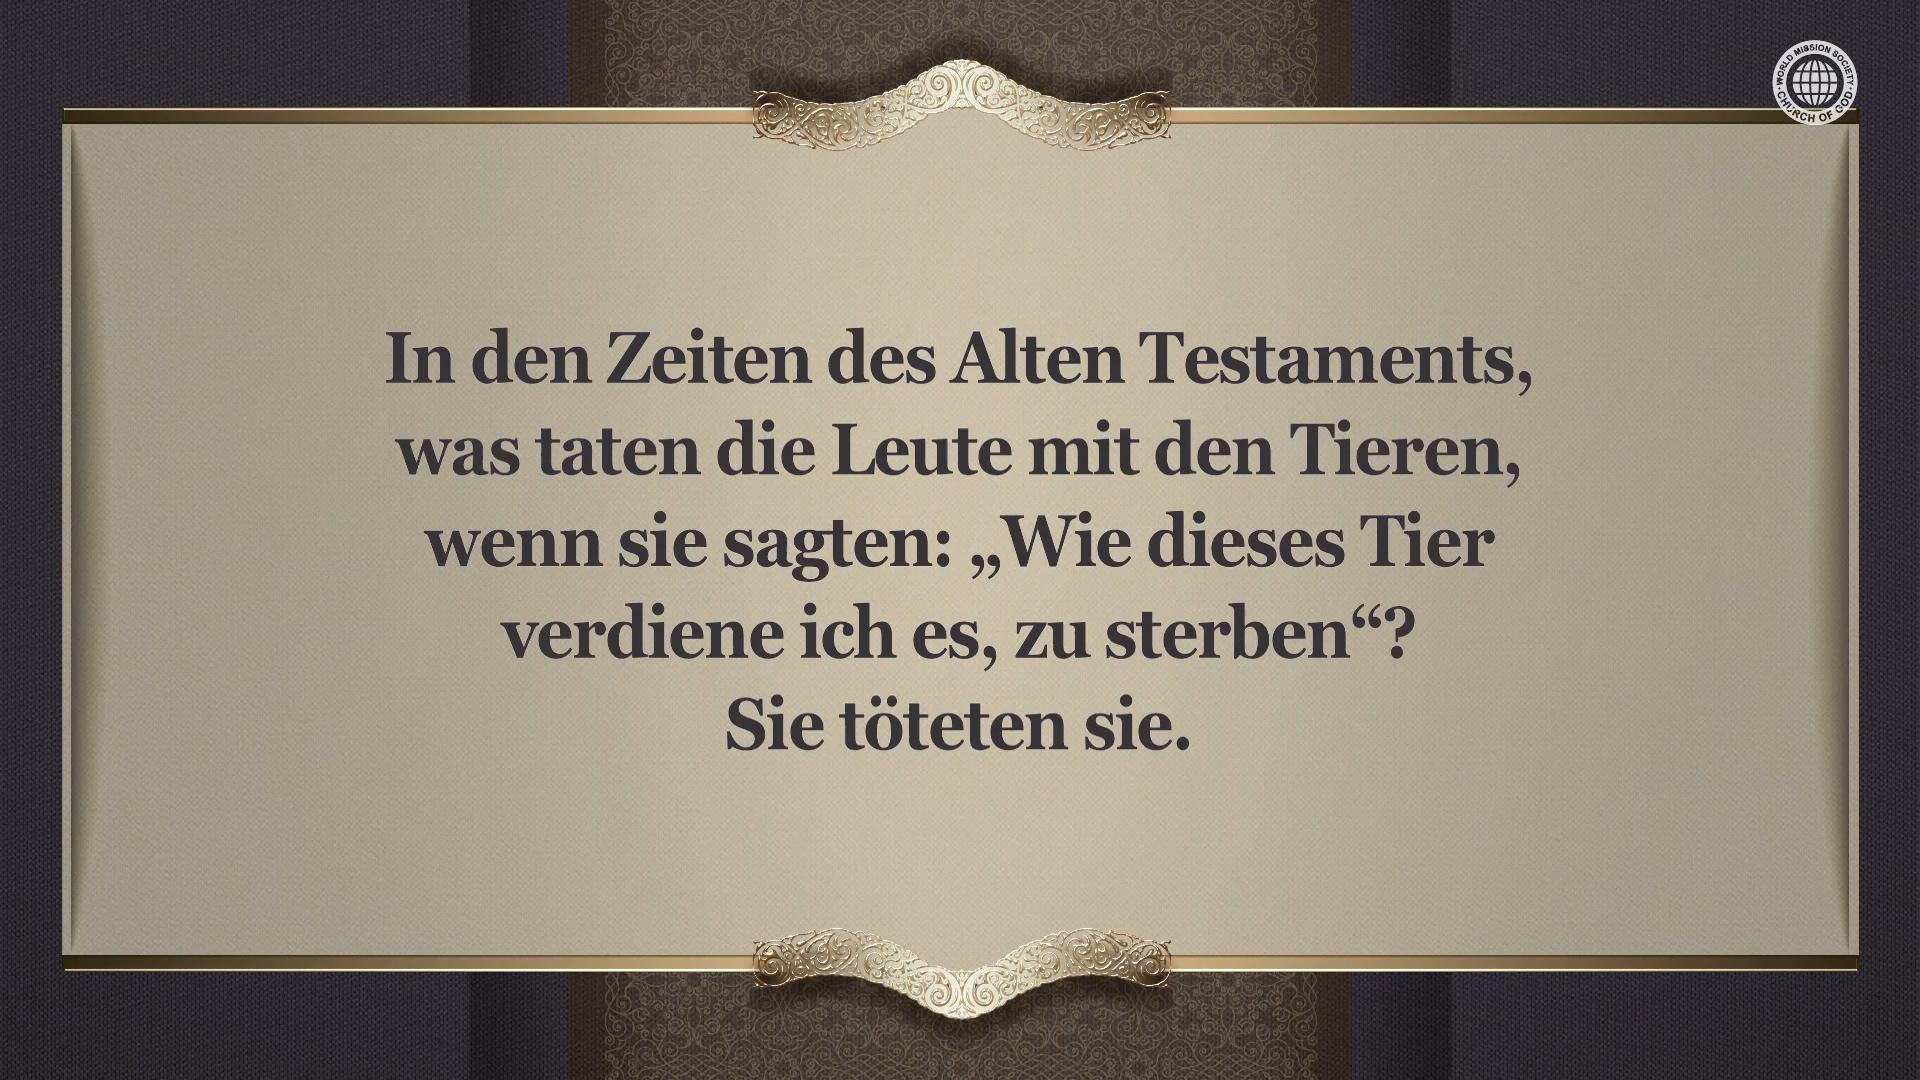 WORLD MISSION SOCIETY
CHURCH OF GOD
In den Zeiten des Alten Testaments,
was taten die Leute mit den Tieren,
wenn sie sagten: „Wie dieses Tier
verdiene ich es, zu sterben“?
Sie töteten sie.